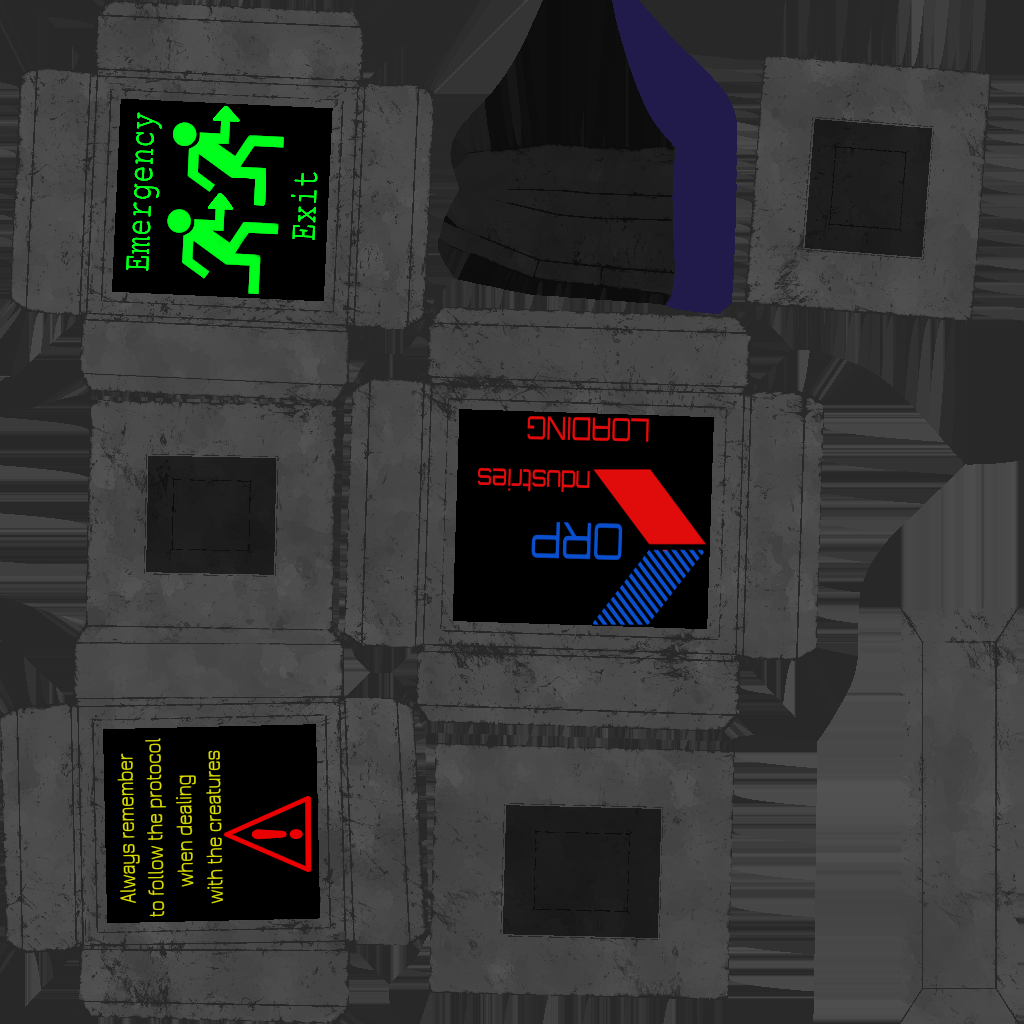 Emergency
Exit
LOADING
ndustries
ORP
Always remember
to follow the protocol
when dealing
with the creatures